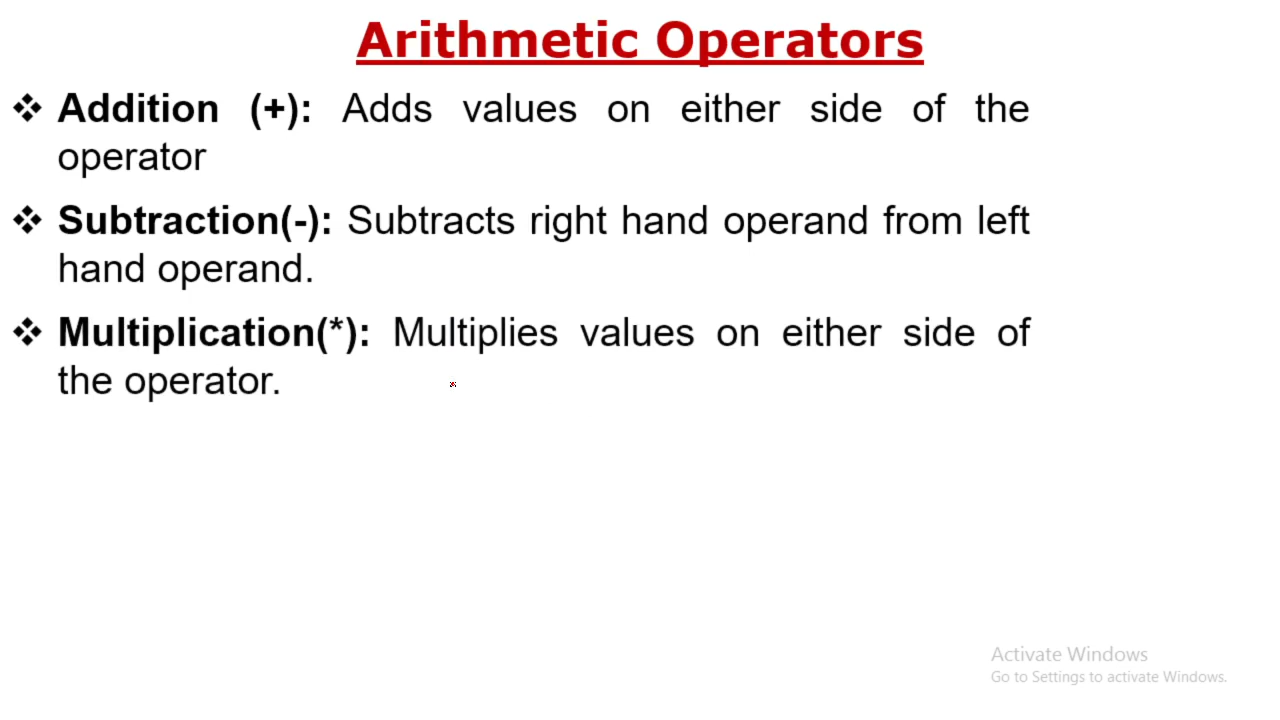 Arithmetic Operators
❖ Addition (+): Adds values on either side of the
operator
❖ Subtraction(-): Subtracts right hand operand from left
hand operand.
❖ Multiplication(*): Multiplies values on either side of
the operator.
Activate Windows
Go to Settings to activate Windows.